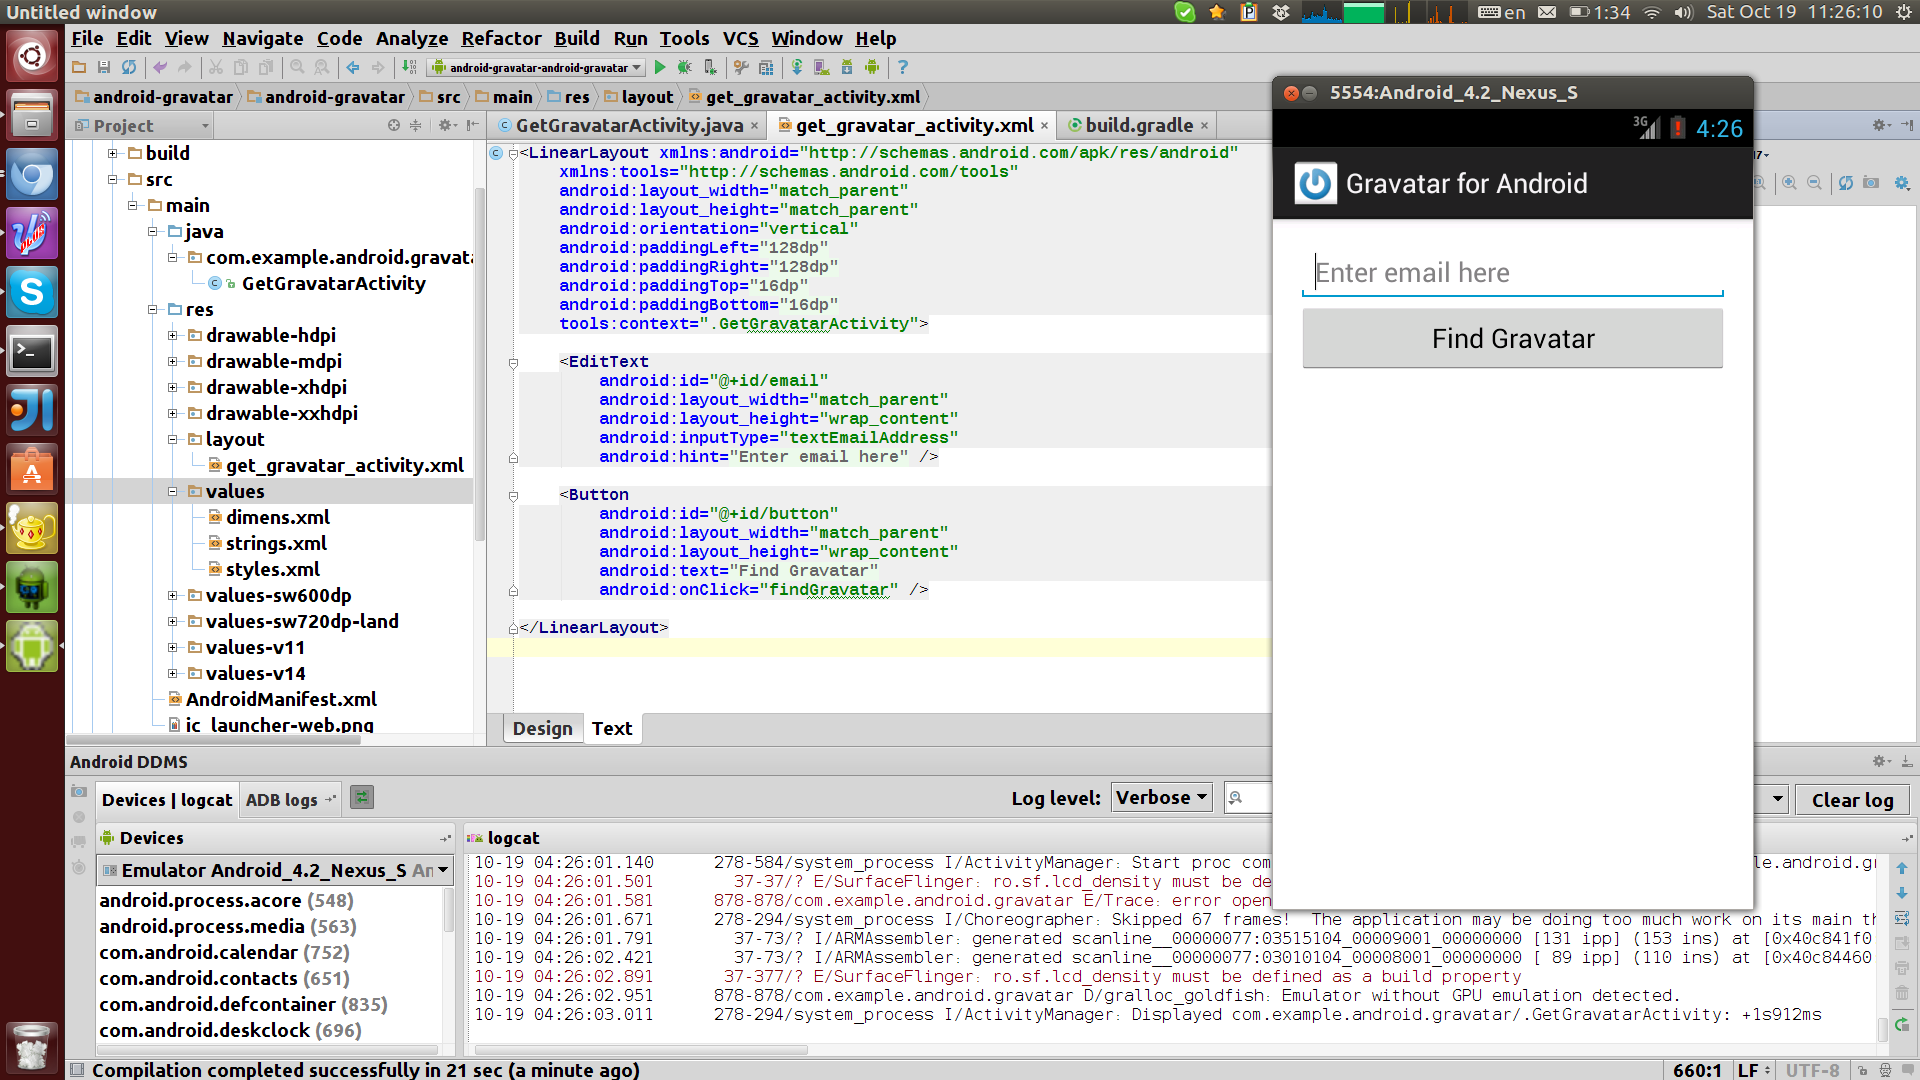 Untitled window
en 1:34 Sat Oct 19 11:26:10
File Edit View Navigate Code Analyze Refactor Build Run Tools VCS Window Help
android-gravatar-android-gravatar
android-gravatar android-gravatar src main res layout get_gravatar_activity.xml
Project
GetGravatarActivity.java get_gravatar_activity.xml build.gradle
build
src
main
java
com.example.android.gravata
GetGravatarActivity
res
drawable-hdpi
drawable-mdpi
drawable-xhdpi
drawable-xxhdpi
layout
get_gravatar_activity.xml
values
dimens.xml
strings.xml
styles.xml
values-sw600dp
values-sw720dp-land
values-v11
values-v14
AndroidManifest.xml
ic_launcher-web.png
<LinearLayout xmlns:android="http://schemas.android.com/apk/res/android"
xmlns:tools="http://schemas.android.com/tools"
android:layout_width="match_parent"
android:layout_height="match_parent"
android:orientation="vertical"
android:paddingLeft="128dp"
android:paddingRight="128dp"
android:paddingTop="16dp"
android:paddingBottom="16dp"
tools:context=".GetGravatarActivity">
<EditText
android:id="@+id/email"
android:layout_width="match_parent"
android:layout_height="wrap_content"
android:inputType="textEmailAddress"
android:hint="Enter email here" />
<Button
android:id="@+id/button"
android:layout_width="match_parent"
android:layout_height="wrap_content"
android:text="Find Gravatar"
android:onClick="findGravatar" />
</LinearLayout>
Design Text
5554:Android_4.2_Nexus_S
3G 4:26
Gravatar for Android
Enter email here
Find Gravatar
Android DDMS
Devices | logcat ADB logs
Log level: Verbose
Clear log
Devices
logcat
Emulator Android_4.2_Nexus_S An
android.process.acore (548)
android.process.media (563)
com.android.calendar (752)
com.android.contacts (651)
com.android.defcontainer (835)
com.android.deskclock (696)
10-19 04:26:01.140 278-584/system_process I/ActivityManager: Start proc com le.android.gr
10-19 04:26:01.501 37-37/? E/SurfaceFlinger: ro.sf.lcd_density must be de
10-19 04:26:01.581 878-878/com.example.android.gravatar E/Trace: error open
10-19 04:26:01.671 278-294/system_process I/Choreographer: Skipped 67 frames! The application may be doing too much work on its main th
10-19 04:26:01.791 37-73/? I/ARMAssembler: generated scanline__00000077:03515104_00009001_00000000 [131 ipp] (153 ins) at [0x40c841f0
10-19 04:26:02.421 37-73/? I/ARMAssembler: generated scanline__00000077:03010104_00008001_00000000 [ 89 ipp] (110 ins) at [0x40c84460
10-19 04:26:02.891 37-377/? E/SurfaceFlinger: ro.sf.lcd_density must be defined as a build property
10-19 04:26:02.951 878-878/com.example.android.gravatar D/gralloc_goldfish: Emulator without GPU emulation detected.
10-19 04:26:03.011 278-294/system_process I/ActivityManager: Displayed com.example.android.gravatar/.GetGravatarActivity: +1s912ms
Compilation completed successfully in 21 sec (a minute ago)
660:1 LF UTF-8